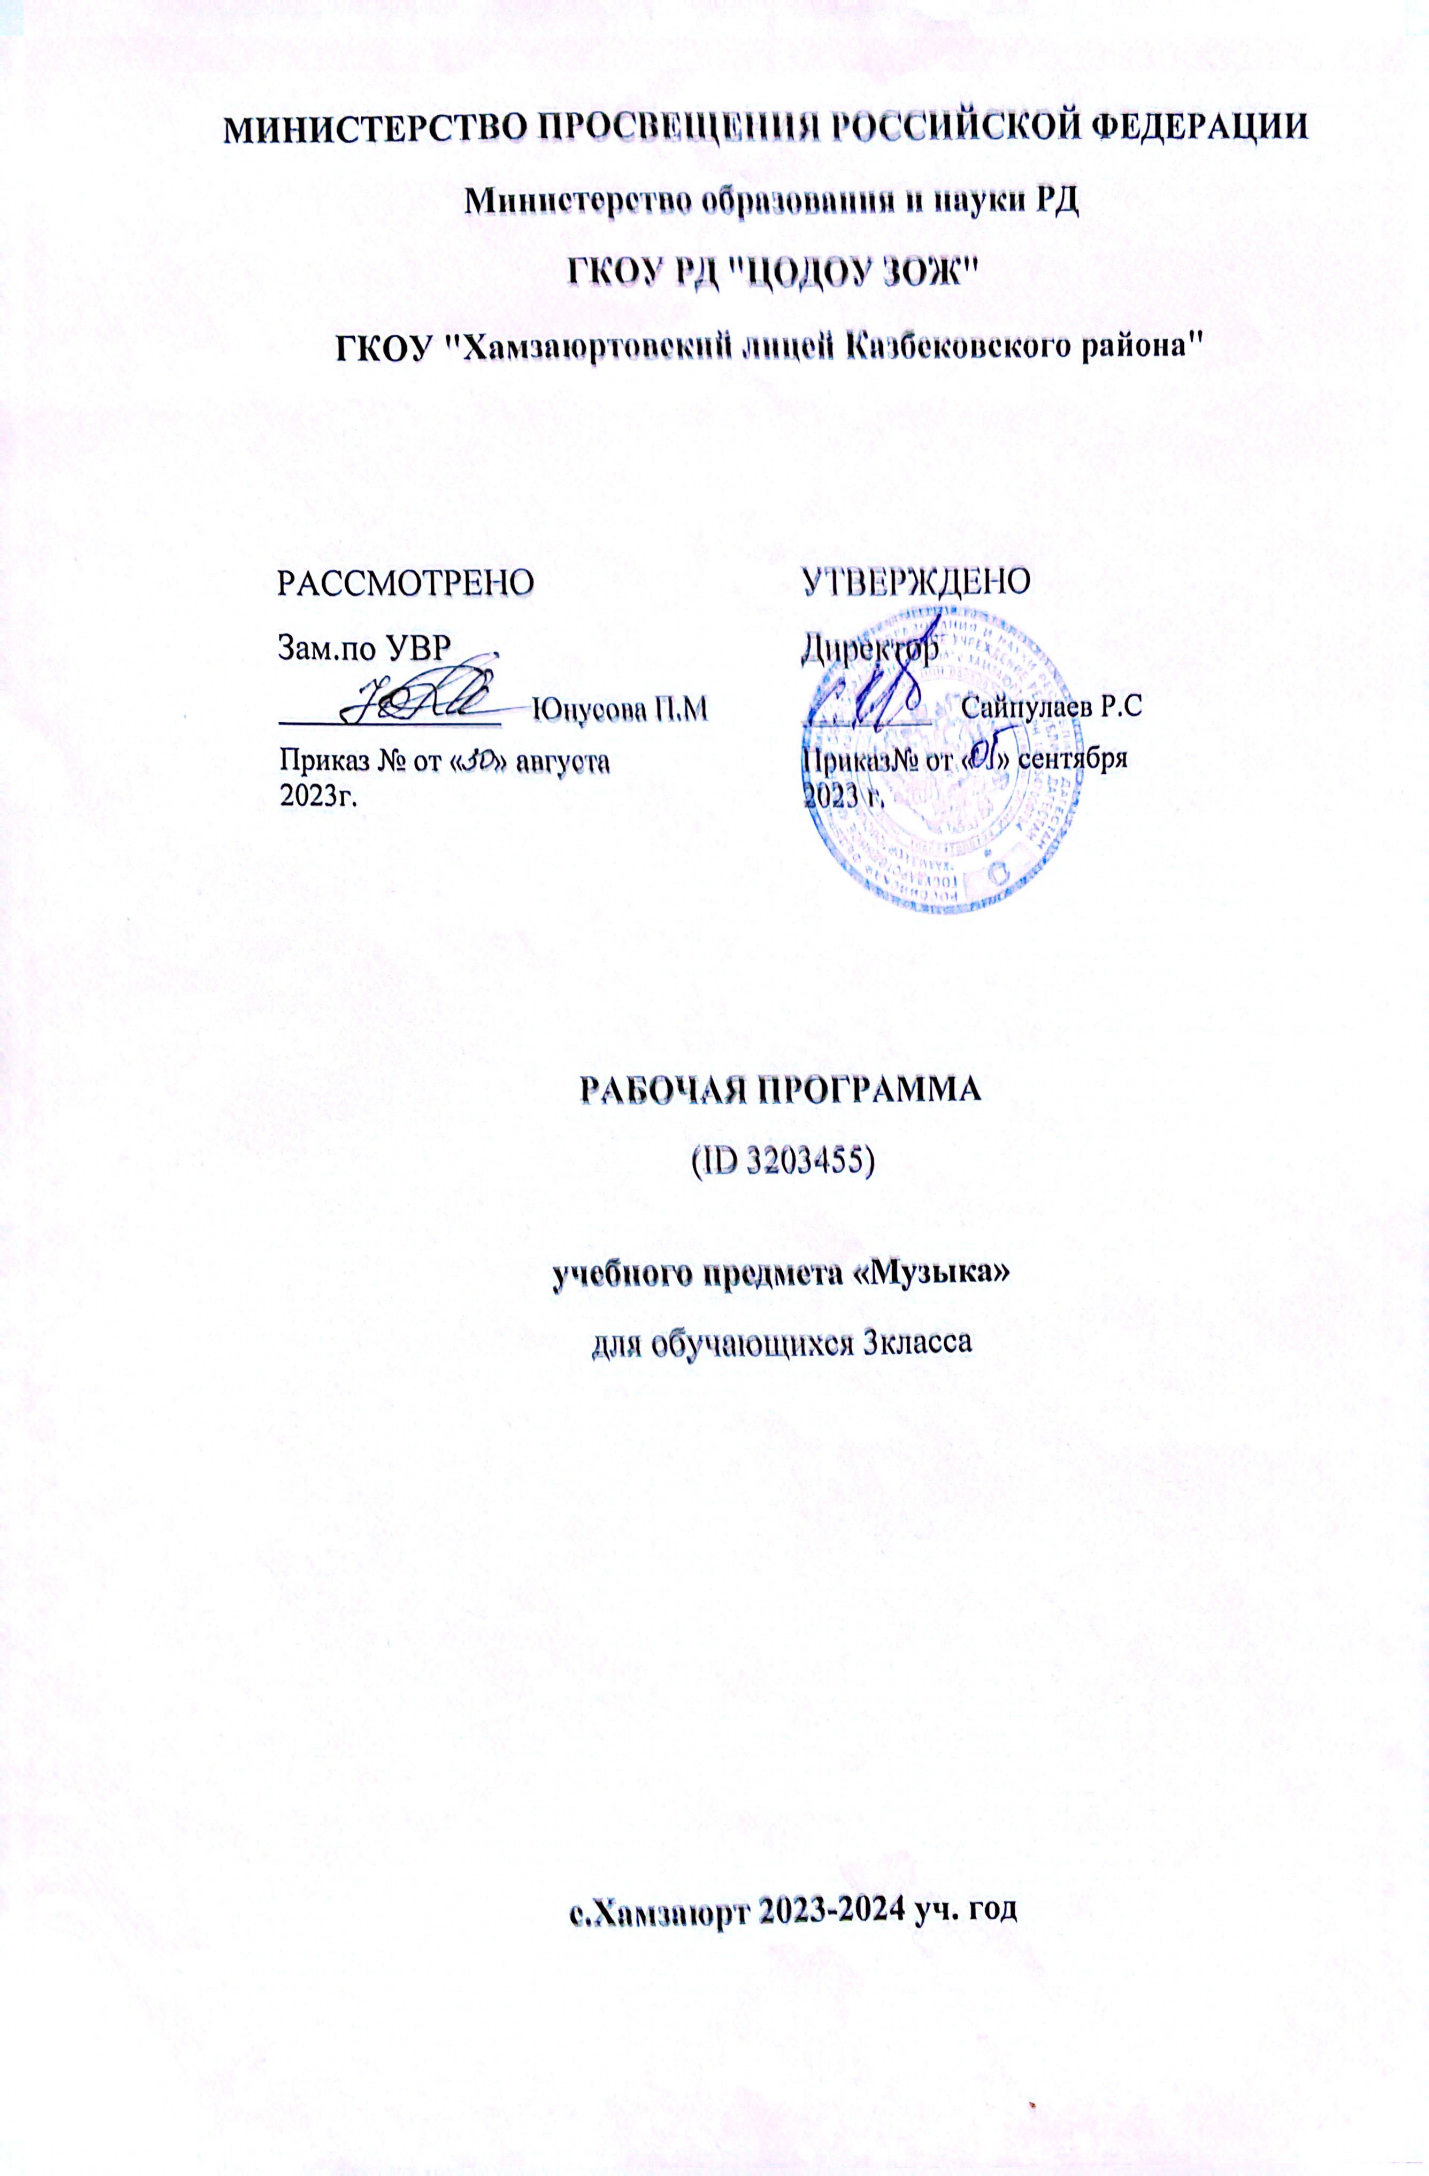 МИНИСТЕРСТВО ПРОСВЕЩЕНИЯ РОССИЙСКОЙ ФЕДЕРАЦИИ
Министерство образования и науки РД
ГКОУ РД "ЦОДОУ ЗОЖ"
ГКОУ "Хамзаюртовский лицей Казбековского района"
РАССМОТРЕНО
Зам.по УВР
Юнусова П.М
Приказ № от «30» августа
2023г.
УТВЕРЖДЕНО
Директор
Сайпулаев Р.С
Приказ№ от «01» сентября
2023 г.
РАБОЧАЯ ПРОГРАММА
(ID 3203455)
учебного предмета «Музыка»
для обучающихся 3класса
с.Хамзаюрт 2023-2024 уч. год